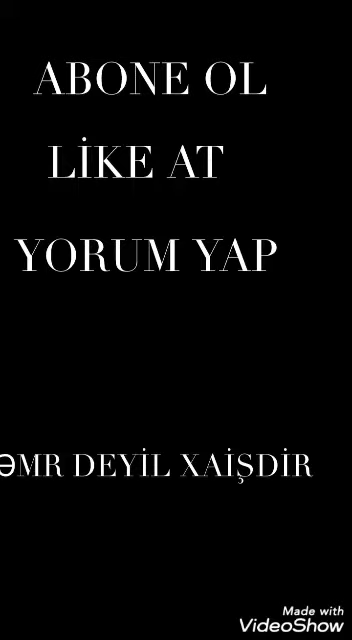 ABONE OL
LİKE AT
YORUM YAP
ƏMR DEYİL XAİŞDİR
Made with
VideoShow